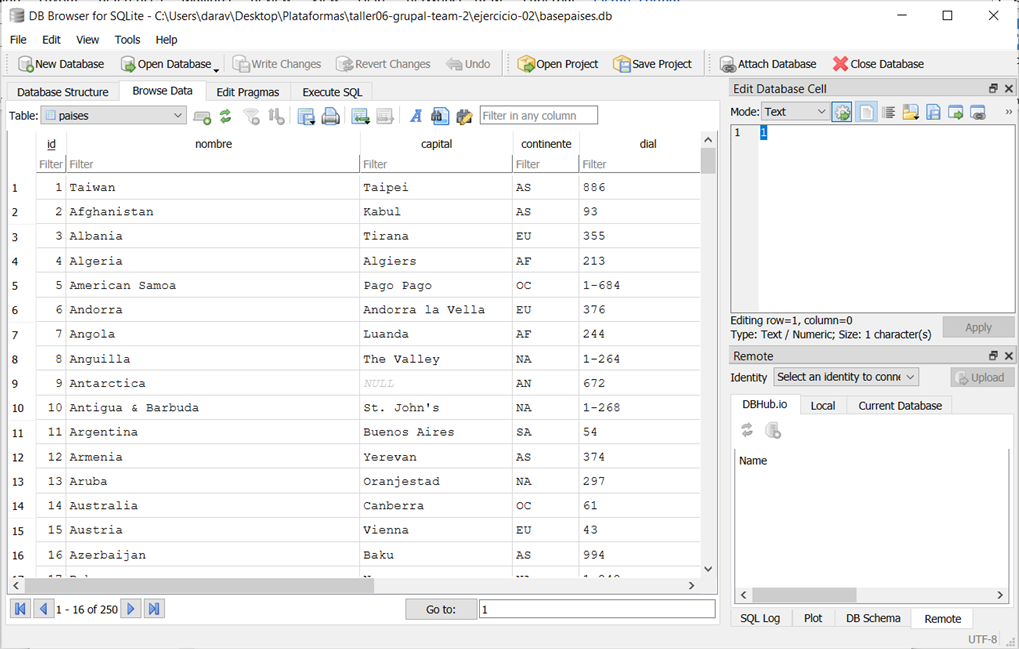 DB Browser for SQLite - C:\Users\darav\Desktop\Plataformas\taller06-grupal-team-2\ejercicio-02\basepaises.db
File Edit View Tools Help
New Database Open Database Write Changes Revert Changes Undo Open Project Save Project Attach Database Close Database
Database Structure Browse Data Edit Pragmas Execute SQL
Table: paises Filter in any column
id nombre capital continente dial
Filter Filter Filter Filter Filter
1 1 Taiwan Taipei AS 886
2 2 Afghanistan Kabul AS 93
3 3 Albania Tirana EU 355
4 4 Algeria Algiers AF 213
5 5 American Samoa Pago Pago OC 1-684
6 6 Andorra Andorra la Vella EU 376
7 7 Angola Luanda AF 244
8 8 Anguilla The Valley NA 1-264
9 9 Antarctica NULL AN 672
10 10 Antigua & Barbuda St. John's NA 1-268
11 11 Argentina Buenos Aires SA 54
12 12 Armenia Yerevan AS 374
13 13 Aruba Oranjestad NA 297
14 14 Australia Canberra OC 61
15 15 Austria Vienna EU 43
16 16 Azerbaijan Baku AS 994
1 - 16 of 250 Go to: 1
Edit Database Cell
Mode: Text
1 1
Editing row=1, column=0
Type: Text / Numeric; Size: 1 character(s)
Apply
Remote
Identity Select an identity to conne Upload
DBHub.io Local Current Database
Name
SQL Log Plot DB Schema Remote
UTF-8